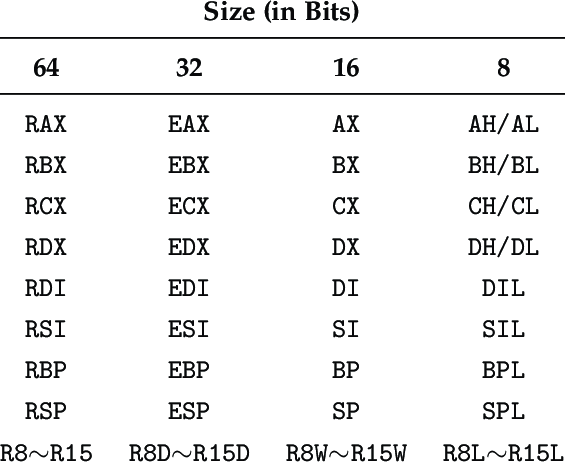 Size (in Bits)
64 32 16 8
RAX EAX AX AH/AL
RBX EBX BX BH/BL
RCX ECX CX CH/CL
RDX EDX DX DH/DL
RDI EDI DI DIL
RSI ESI SI SIL
RBP EBP BP BPL
RSP ESP SP SPL
R8∼R15 R8D∼R15D R8W∼R15W R8L∼R15L